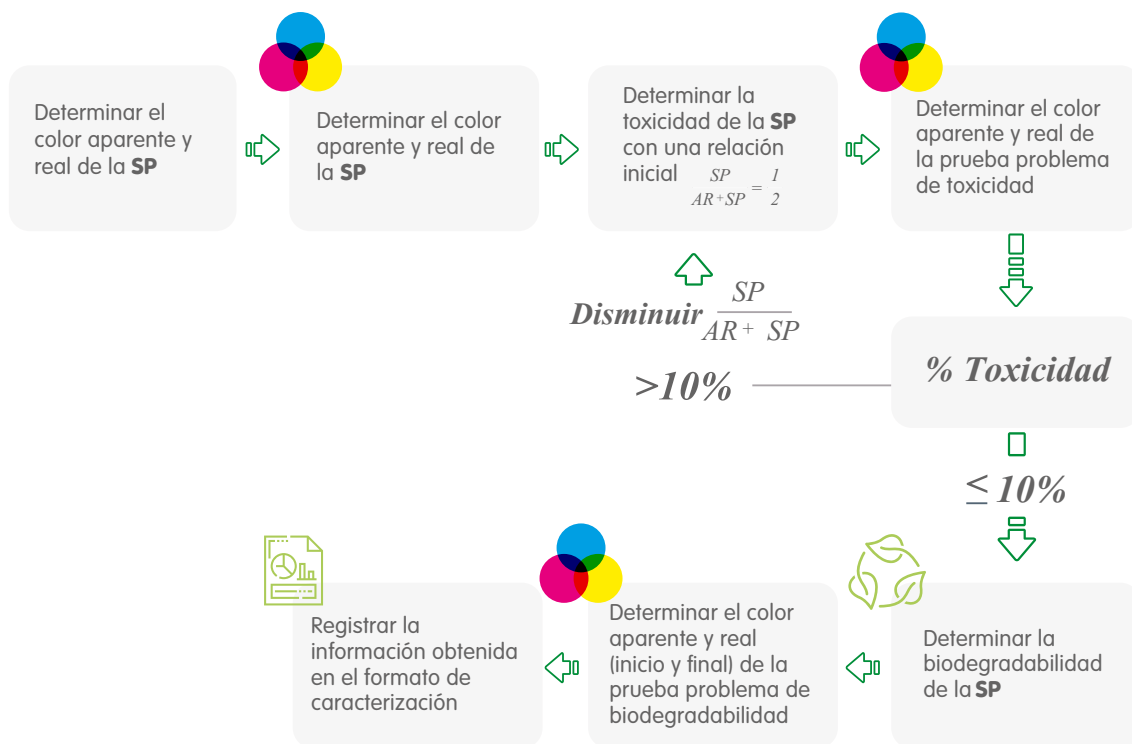 Determinar el
color aparente y
real de la SP
Determinar el color
aparente y real de
la SP
Determinar la
toxicidad de la SP
con una relación
inicial SP / AR+SP = 1 / 2
Determinar el color
aparente y real de
la prueba problema
de toxicidad
Disminuir SP / AR + SP
>10%
% Toxicidad
≤ 10%
Determinar la
biodegradabilidad
de la SP
Determinar el color
aparente y real
(inicio y final) de la
prueba problema de
biodegradabilidad
Registrar la
información obtenida
en el formato de
caracterización